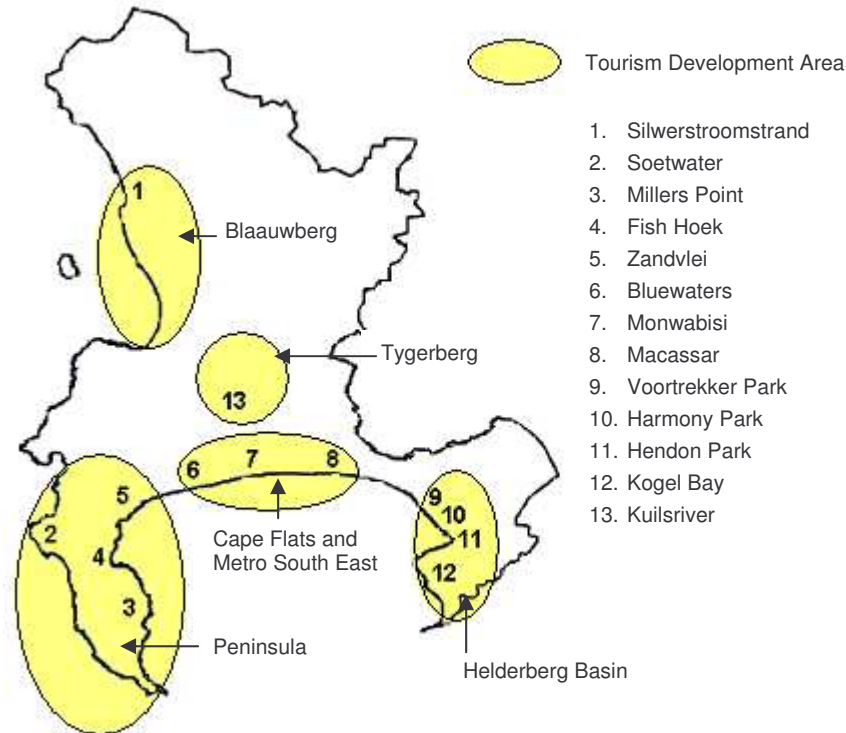 Tourism Development Area
1. Silwerstroomstrand
2. Soetwater
3. Millers Point
4. Fish Hoek
5. Zandvlei
6. Bluewaters
7. Monwabisi
8. Macassar
9. Voortrekker Park
10. Harmony Park
11. Hendon Park
12. Kogel Bay
13. Kuilsriver
1
Blaauwberg
Tygerberg
13
6
7
8
5
9
10
2
4
11
Cape Flats and
Metro South East
12
3
Peninsula
Helderberg Basin